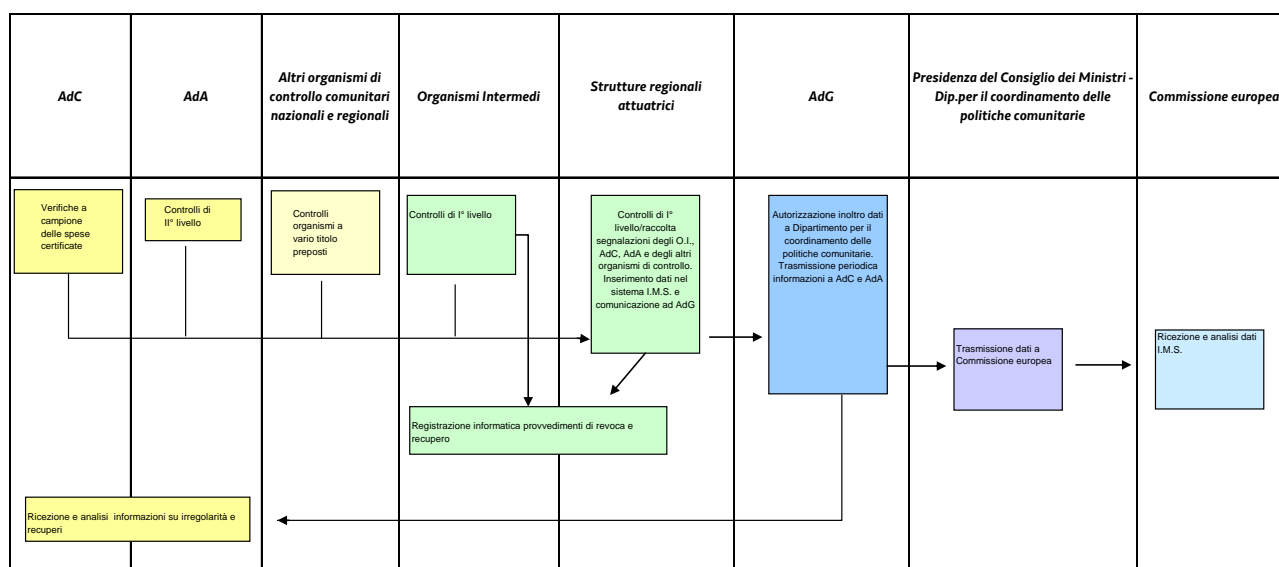 AdC
AdA
Altri organismi di
controllo comunitari
nazionali e regionali
Organismi Intermedi
Strutture regionali
attuatrici
AdG
Presidenza del Consiglio dei Ministri -
Dip.per il coordinamento delle
politiche comunitarie
Commissione europea
Verifiche a
campione
delle spese
certificate
Controlli di
II° livello
Controlli
organismi a
vario titolo
preposti
Controlli di I° livello
Controlli di I°
livello/raccolta
segnalazioni degli O.I.,
AdC, AdA e degli altri
organismi di controllo.
Inserimento dati nel
sistema I.M.S. e
comunicazione ad AdG
Autorizzazione inoltro dati
a Dipartimento per il
coordinamento delle
politiche comunitarie.
Trasmissione periodica
informazioni a AdC e AdA
Trasmissione dati a
Commissione europea
Ricezione e analisi dati
I.M.S.
Registrazione informatica provvedimenti di revoca e
recupero
Ricezione e analisi informazioni su irregolarità e
recuperi